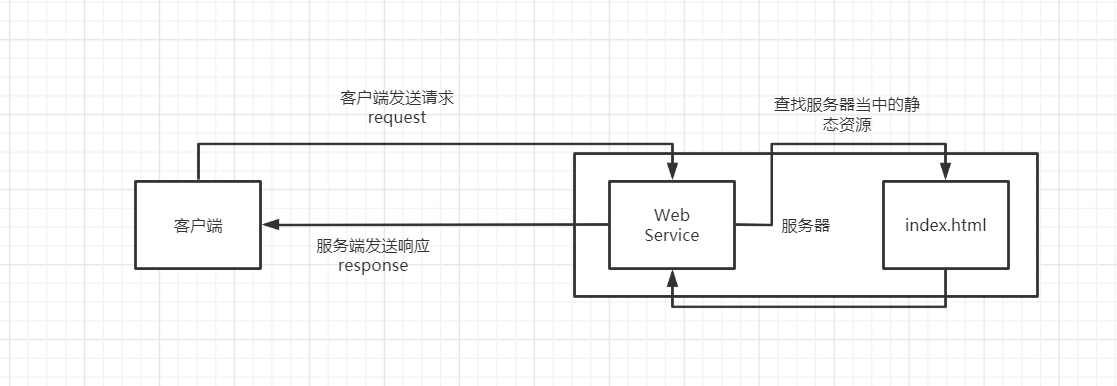 客户端发送请求
request
查找服务器当中的静
态资源
客户端
Web
Service
服务器
index.html
服务端发送响应
response